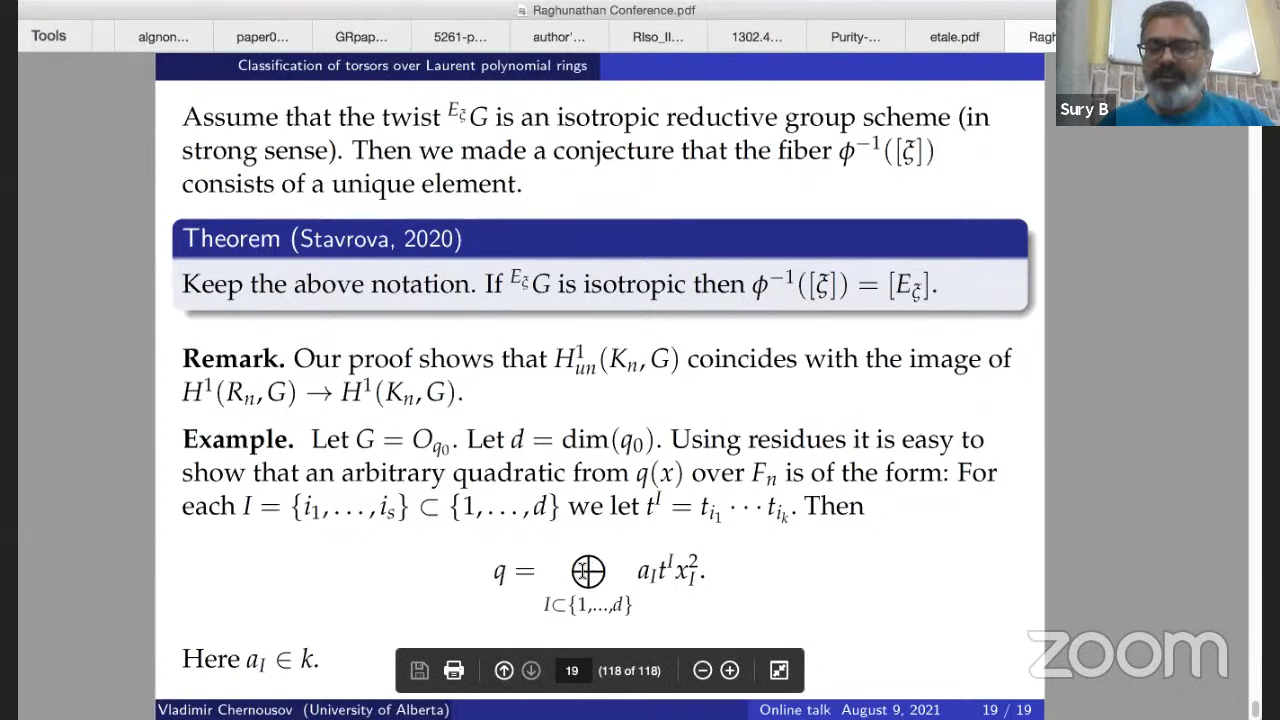 Raghunathan Conference.pdf
Tools algnon... paper0... GRpap... 5261-p... author'... RIso_II... 1302.4... Purity-... etale.pdf Ragh
Classification of torsors over Laurent polynomial rings
Sury B
Assume that the twist ^{E_ξ}G is an isotropic reductive group scheme (in
strong sense). Then we made a conjecture that the fiber ϕ⁻¹([ξ])
consists of a unique element.
Theorem (Stavrova, 2020)
Keep the above notation. If ^{E_ξ}G is isotropic then ϕ⁻¹([ξ]) = [E_ξ].
Remark. Our proof shows that H¹_{un}(K_n, G) coincides with the image of
H¹(R_n, G) → H¹(K_n, G).
Example. Let G = O_{q_0}. Let d = dim(q_0). Using residues it is easy to
show that an arbitrary quadratic from q(x) over F_n is of the form: For
each I = {i_1, . . . , i_s} ⊂ {1, . . . , d} we let t^I = t_{i_1} · · · t_{i_k}. Then
q = ⊕_{I⊂{1,...,d}} a_I t^I x_I^2.
Here a_I ∈ k.
19 (118 of 118)
zoom
Vladimir Chernousov (University of Alberta) Online talk August 9, 2021 19 / 19